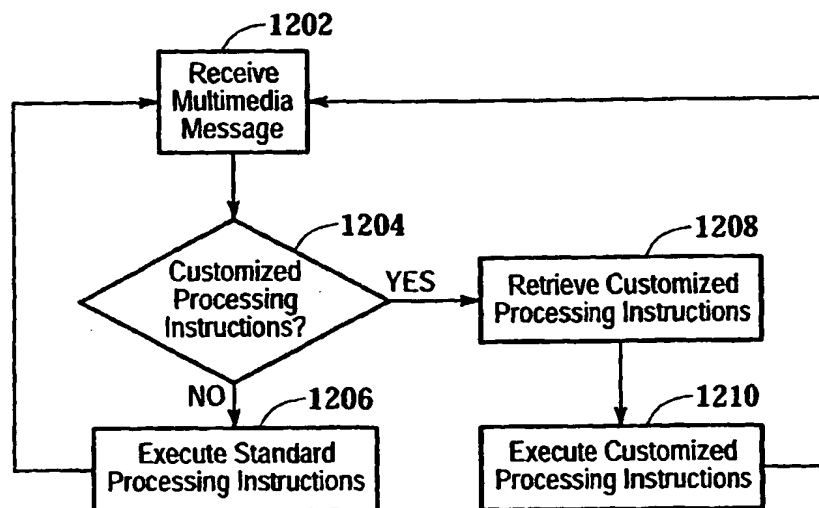 1202
Receive
Multimedia
Message
1204
Customized
Processing
Instructions?
YES
1208
Retrieve Customized
Processing Instructions
NO
1206
Execute Standard
Processing Instructions
1210
Execute Customized
Processing Instructions